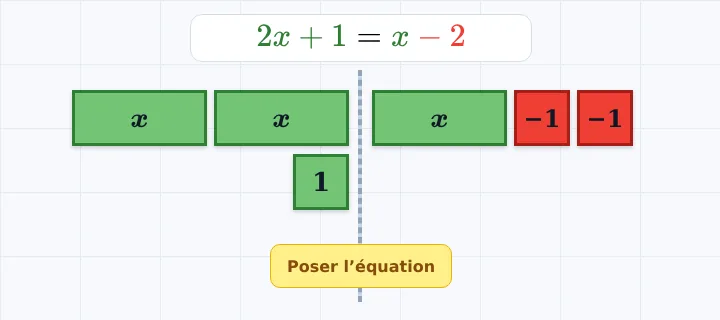 2x + 1 = x − 2
x x x −1 −1
1
Poser l’équation